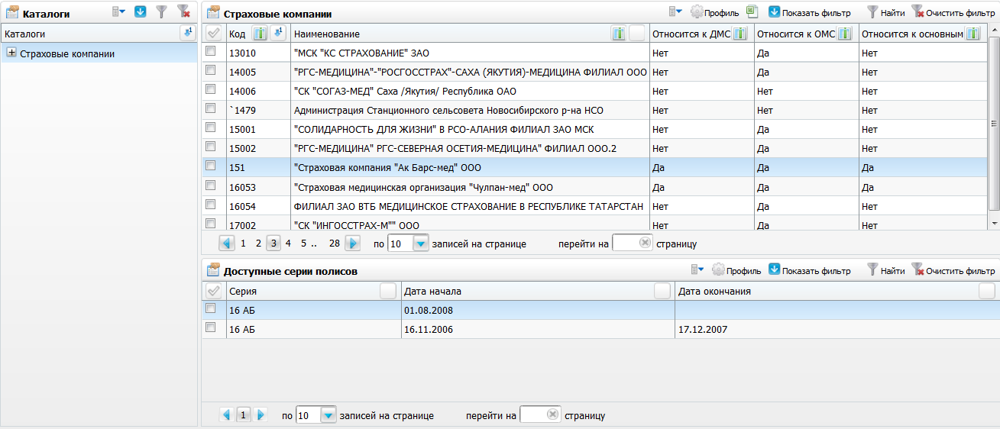 Каталоги
Каталоги
Страховые компании
Страховые компании Профиль Показать фильтр Найти Очистить фильтр
Код Наименование Относится к ДМС Относится к ОМС Относится к основным
13010 "МСК "КС СТРАХОВАНИЕ" ЗАО Нет Да Нет
14005 "РГС-МЕДИЦИНА"-"РОСГОССТРАХ"-САХА (ЯКУТИЯ)-МЕДИЦИНА ФИЛИАЛ ООО Нет Да Нет
14006 "СК "СОГАЗ-МЕД" Саха /Якутия/ Республика ОАО Нет Нет Нет
`1479 Администрация Станционного сельсовета Новосибирского р-на НСО Нет Нет Нет
15001 "СОЛИДАРНОСТЬ ДЛЯ ЖИЗНИ" В РСО-АЛАНИЯ ФИЛИАЛ ЗАО МСК Нет Да Нет
15002 "РГС-МЕДИЦИНА" РГС-СЕВЕРНАЯ ОСЕТИЯ-МЕДИЦИНА" ФИЛИАЛ ООО.2 Нет Да Нет
151 "Страховая компания "Ак Барс-мед" ООО Да Да Да
16053 "Страховая медицинская организация "Чулпан-мед" ООО Да Да Да
16054 ФИЛИАЛ ЗАО ВТБ МЕДИЦИНСКОЕ СТРАХОВАНИЕ В РЕСПУБЛИКЕ ТАТАРСТАН Нет Да Нет
17002 "СК "ИНГОССТРАХ-М"" ООО Нет Да Нет
1 2 3 4 5 .. 28 по 10 записей на странице перейти на страницу
Доступные серии полисов Профиль Показать фильтр Найти Очистить фильтр
Серия Дата начала Дата окончания
16 АБ 01.08.2008
16 АБ 16.11.2006 17.12.2007
1 по 10 записей на странице перейти на страницу